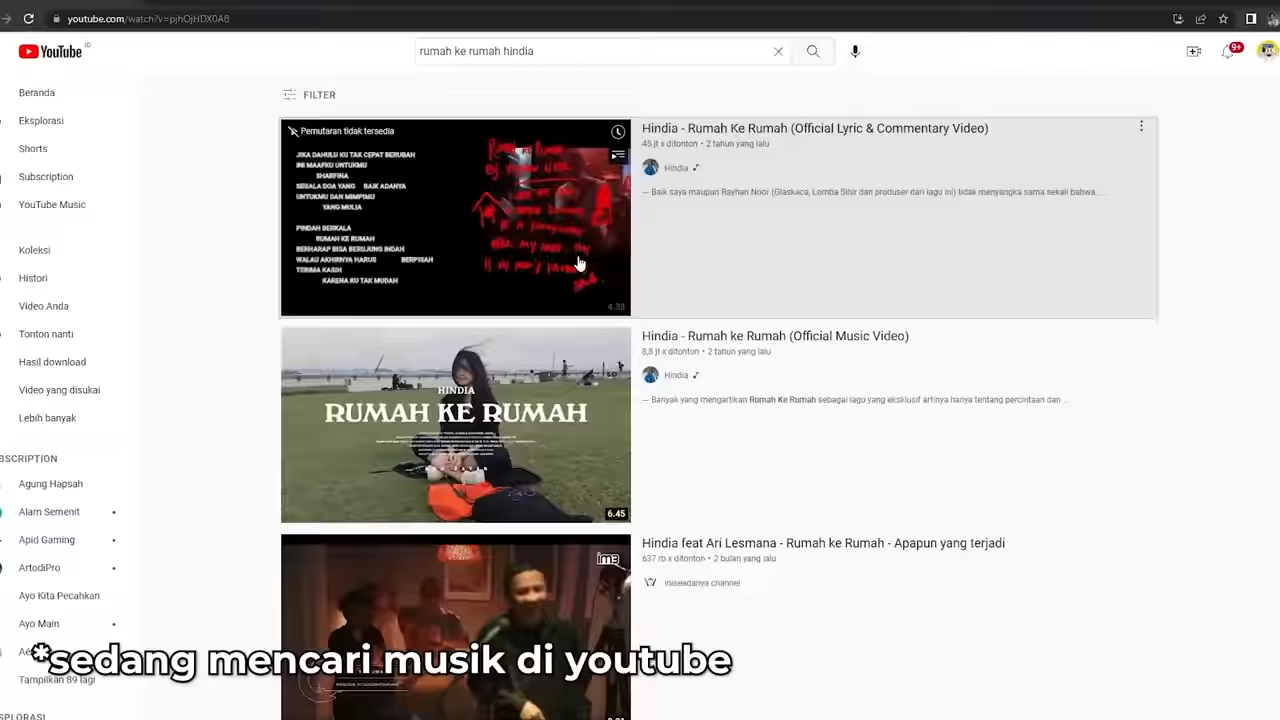 youtube.com/watch?v=pjhOjHDX0A8
YouTube ID
rumah ke rumah hindia
9+
Beranda
Eksplorasi
Shorts
Subscription
YouTube Music
Koleksi
Histori
Video Anda
Tonton nanti
Hasil download
Video yang disukai
Lebih banyak
BSCRIPTION
Agung Hapsah
Alam Semenit
Apid Gaming
ArtodiPro
Ayo Kita Pecahkan
Ayo Main
Tampilkan 89 lagi
SPLORASI
FILTER
Pemutaran tidak tersedia
JIKA DAHULU KU TAK CEPAT BERUBAH
INI MAAFKU UNTUKMU
SHARFINA
SEGALA DOA YANG BAIK ADANYA
UNTUKMU DAN MIMPIMU
YANG MULIA
PINDAH BERKALA
RUMAH KE RUMAH
BERHARAP BISA BERUJUNG INDAH
WALAU AKHIRNYA HARUS BERPISAH
TERIMA KASIH
KARENA KU TAK MUDAH
4.39
Hindia - Rumah Ke Rumah (Official Lyric & Commentary Video)
45 jt x ditonton • 2 tahun yang lalu
Hindia
— Baik saya maupun Rayhan Noor (Glaskaca, Lomba Sihir dan produser dari lagu ini) tidak menyangka sama sekali bahwa....
HINDIA
RUMAH KE RUMAH
6.45
Hindia - Rumah ke Rumah (Official Music Video)
8,8 jt x ditonton • 2 tahun yang lalu
Hindia
— Banyak yang mengartikan Rumah Ke Rumah sebagai lagu yang eksklusif artinya hanya tentang percintaan dan ...
im3
Hindia feat Ari Lesmana - Rumah ke Rumah - Apapun yang terjadi
637 rb x ditonton • 2 bulan yang lalu
miseadanya channel
*sedang mencari musik di youtube